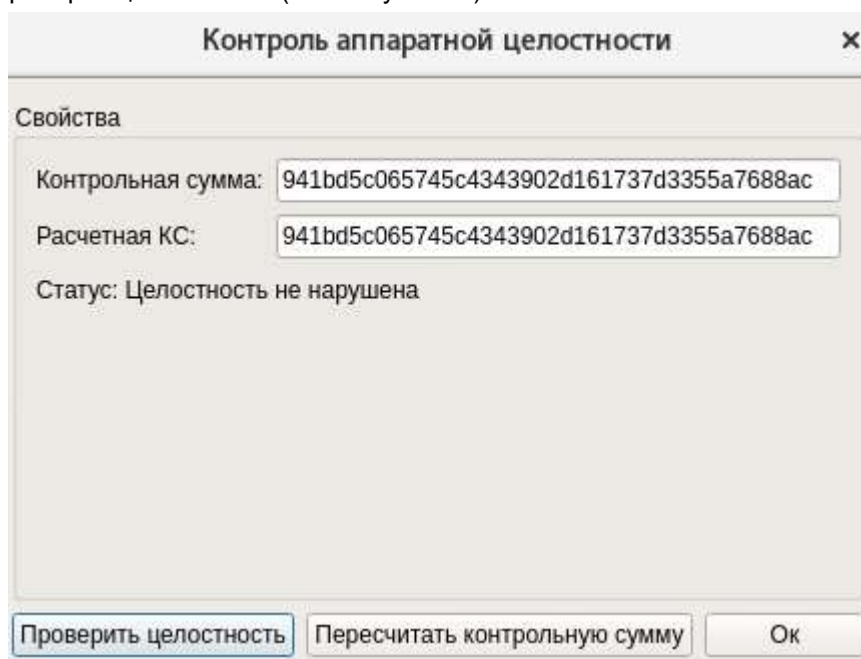 Контроль аппаратной целостности ×
Свойства
Контрольная сумма: 941bd5c065745c4343902d161737d3355a7688ac
Расчетная КС: 941bd5c065745c4343902d161737d3355a7688ac
Статус: Целостность не нарушена
Проверить целостность Пересчитать контрольную сумму Ок